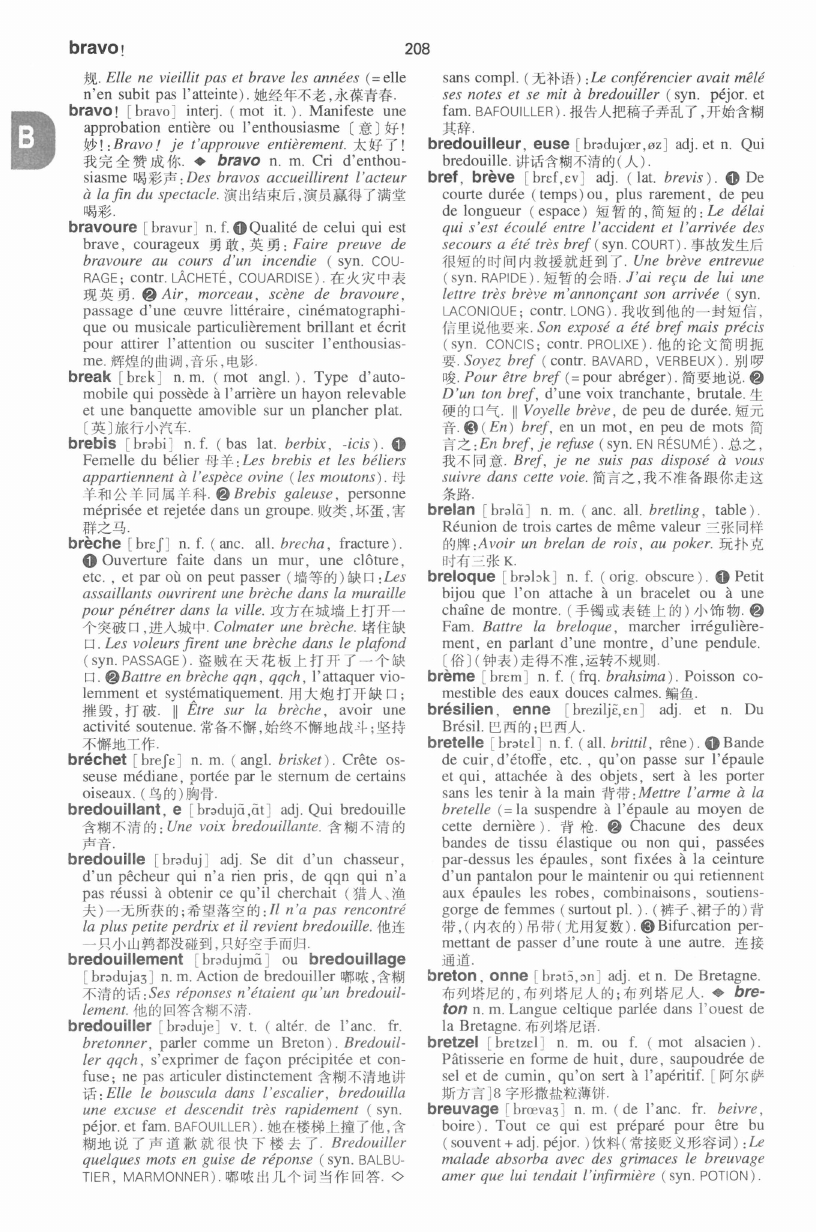 bravo!
208
B
规. Elle ne vieillit pas et brave les années (=elle
n'en subit pas l'atteinte). 她经年不老,永葆青春.
bravo! [bravo] interj. (mot it.). Manifeste une
approbation entière ou l'enthousiasme [意]好!
妙!:Bravo! je t'approuve entièrement. 太好了!
我完全赞成你. ◆ bravo n. m. Cri d'enthou-
siasme 喝彩声:Des bravos accueillirent l'acteur
à la fin du spectacle. 演出结束后,演员赢得了满堂
喝彩.
bravoure [bravur] n. f. ❶Qualité de celui qui est
brave, courageux 勇敢,英勇: Faire preuve de
bravoure au cours d'un incendie (syn. COU-
RAGE; contr. LÂCHETÉ, COUARDISE). 在火灾中表
现英勇. ❷ Air, morceau, scène de bravoure,
passage d'une œuvre littéraire, cinématographi-
que ou musicale particulièrement brillant et écrit
pour attirer l'attention ou susciter l'enthousias-
me. 辉煌的曲调,音乐,电影.
break [brɛk] n. m. (mot angl.). Type d'auto-
mobile qui possède à l'arrière un hayon relevable
et une banquette amovible sur un plancher plat.
[英]旅行小汽车.
brebis [brəbi] n. f. (bas lat. berbix, -icis). ❶
Femelle du bélier 母羊:Les brebis et les béliers
appartiennent à l'espèce ovine (les moutons). 母
羊和公羊同属羊科. ❷ Brebis galeuse, personne
méprisée et rejetée dans un groupe. 败类,坏蛋,害
群之马.
brèche [brɛʃ] n. f. (anc. all. brecha, fracture).
❶ Ouverture faite dans un mur, une clôture,
etc., et par où on peut passer (墙等的)缺口:Les
assaillants ouvrirent une brèche dans la muraille
pour pénétrer dans la ville. 攻方在城墙上打开一
个突破口,进入城中. Colmater une brèche. 堵住缺
口. Les voleurs firent une brèche dans le plafond
(syn. PASSAGE). 盗贼在天花板上打开了一个缺
口. ❷Battre en brèche qqn, qqch, l'attaquer vio-
lemment et systématiquement. 用大炮打开缺口;
摧毁, 打破. ‖ Être sur la brèche, avoir une
activité soutenue. 常备不懈,始终不懈地战斗;坚持
不懈地工作.
bréchet [breʃɛ] n. m. (angl. brisket). Crête os-
seuse médiane, portée par le sternum de certains
oiseaux. (鸟的)胸骨.
bredouillant, e [brədujɑ̃,ɑ̃t] adj. Qui bredouille
含糊不清的: Une voix bredouillante. 含糊不清的
声音.
bredouille [brəduj] adj. Se dit d'un chasseur,
d'un pêcheur qui n'a rien pris, de qqn qui n'a
pas réussi à obtenir ce qu'il cherchait (猎人、渔
夫)一无所获的;希望落空的:Il n'a pas rencontré
la plus petite perdrix et il revient bredouille. 他连
一只小山鹑都没碰到,只好空手而归.
bredouillement [brədujmɑ̃] ou bredouillage
[brədujaʒ] n. m. Action de bredouiller 嘟哝,含糊
不清的话:Ses réponses n'étaient qu'un bredouil-
lement. 他的回答含糊不清.
bredouiller [brəduje] v. t. (altér. de l'anc. fr.
bretonner, parler comme un Breton). Bredouil-
ler qqch, s'exprimer de façon précipitée et con-
fuse; ne pas articuler distinctement 含糊不清地讲
话:Elle le bouscula dans l'escalier, bredouilla
une excuse et descendit très rapidement (syn.
péjor. et fam. BAFOUILLER). 她在楼梯上撞了他,含
糊地说了声道歉就很快下楼去了. Bredouiller
quelques mots en guise de réponse (syn. BALBU-
TIER, MARMONNER). 嘟哝出几个词当作回答. ◇
sans compl. (无补语):Le conférencier avait mêlé
ses notes et se mit à bredouiller (syn. péjor. et
fam. BAFOUILLER). 报告人把稿子弄乱了,开始含糊
其辞.
bredouilleur, euse [brədujœr,øz] adj. et n. Qui
bredouille. 讲话含糊不清的(人).
bref, brève [brɛf,ɛv] adj. (lat. brevis). ❶ De
courte durée (temps)ou, plus rarement, de peu
de longueur (espace) 短暂的,简短的: Le délai
qui s'est écoulé entre l'accident et l'arrivée des
secours a été très bref (syn. COURT). 事故发生后
很短的时间内救援就赶到了. Une brève entrevue
(syn. RAPIDE). 短暂的会晤. J'ai reçu de lui une
lettre très brève m'annonçant son arrivée (syn.
LACONIQUE; contr. LONG). 我收到他的一封短信,
信里说他要来. Son exposé a été bref mais précis
(syn. CONCIS; contr. PROLIXE). 他的论文简明扼
要. Soyez bref (contr. BAVARD, VERBEUX). 别啰
唆. Pour être bref (=pour abréger). 简要地说. ❷
D'un ton bref, d'une voix tranchante, brutale. 生
硬的口气. ‖ Voyelle brève, de peu de durée. 短元
音. ❸(En) bref, en un mot, en peu de mots 简
言之:En bref, je refuse (syn. EN RÉSUMÉ). 总之,
我不同意. Bref, je ne suis pas disposé à vous
suivre dans cette voie. 简言之,我不准备跟你走这
条路.
brelan [brəlɑ̃] n. m. (anc. all. bretling, table).
Réunion de trois cartes de même valeur 三张同样
的牌:Avoir un brelan de rois, au poker. 玩扑克
时有三张 K.
breloque [brəlɔk] n. f. (orig. obscure). ❶ Petit
bijou que l'on attache à un bracelet ou à une
chaîne de montre. (手镯或表链上的)小饰物. ❷
Fam. Battre la breloque, marcher irrégulière-
ment, en parlant d'une montre, d'une pendule.
[俗](钟表)走得不准,运转不规则.
brème [brɛm] n. f. (frq. brahsima). Poisson co-
mestible des eaux douces calmes. 鳊鱼.
brésilien, enne [breziljɛ̃,ɛn] adj. et n. Du
Brésil. 巴西的;巴西人.
bretelle [brətɛl] n. f. (all. brittil, rêne). ❶Bande
de cuir, d'étoffe, etc., qu'on passe sur l'épaule
et qui, attachée à des objets, sert à les porter
sans les tenir à la main 背带:Mettre l'arme à la
bretelle (= la suspendre à l'épaule au moyen de
cette dernière). 背枪. ❷ Chacune des deux
bandes de tissu élastique ou non qui, passées
par-dessus les épaules, sont fixées à la ceinture
d'un pantalon pour le maintenir ou qui retiennent
aux épaules les robes, combinaisons, soutiens-
gorge de femmes (surtout pl.). (裤子、裙子的)背
带,(内衣的)吊带(尤用复数). ❸Bifurcation per-
mettant de passer d'une route à une autre. 连接
通道.
breton, onne [brətɔ̃,ɔn] adj. et n. De Bretagne.
布列塔尼的,布列塔尼人的;布列塔尼人. ◆ bre-
ton n. m. Langue celtique parlée dans l'ouest de
la Bretagne. 布列塔尼语.
bretzel [brɛtzɛl] n. m. ou f. (mot alsacien).
Pâtisserie en forme de huit, dure, saupoudrée de
sel et de cumin, qu'on sert à l'apéritif. [阿尔萨
斯方言]8 字形撒盐粒薄饼.
breuvage [brœvaʒ] n. m. (de l'anc. fr. beivre,
boire). Tout ce qui est préparé pour être bu
(souvent + adj. péjor.)饮料(常接贬义形容词):Le
malade absorba avec des grimaces le breuvage
amer que lui tendait l'infirmière (syn. POTION).